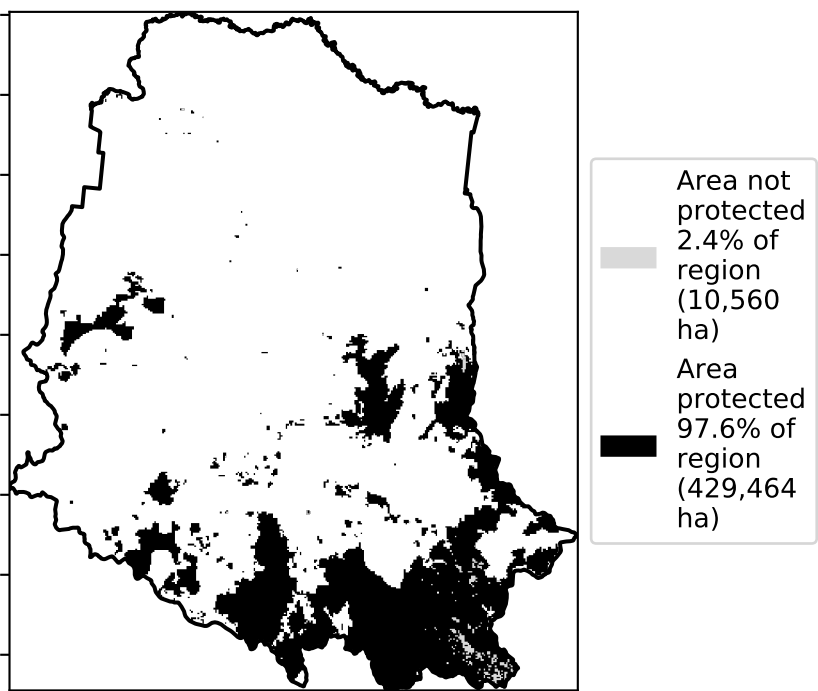 Area not
protected
2.4% of
region
(10,560
ha)
Area
protected
97.6% of
region
(429,464
ha)